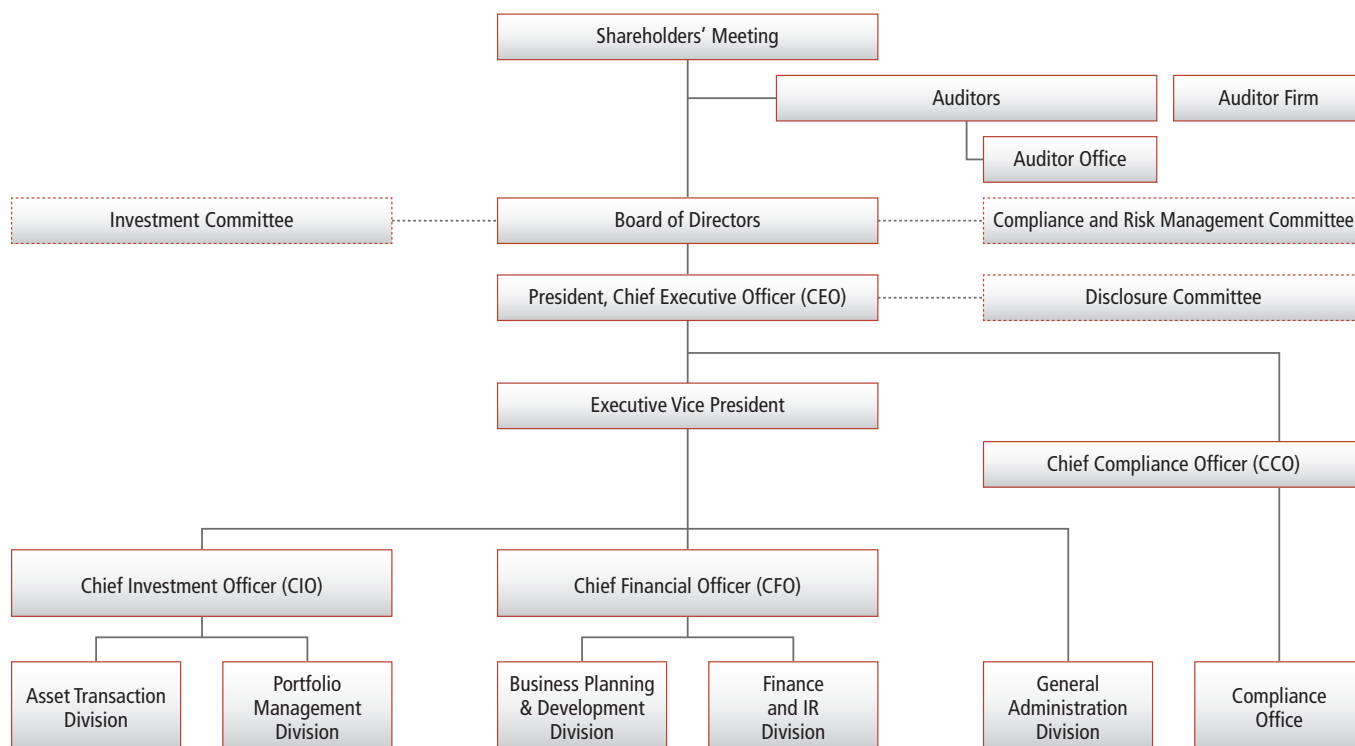 Shareholders’ Meeting
Auditors
Auditor Firm
Auditor Office
Investment Committee
Board of Directors
Compliance and Risk Management Committee
President, Chief Executive Officer (CEO)
Disclosure Committee
Executive Vice President
Chief Compliance Officer (CCO)
Chief Investment Officer (CIO)
Chief Financial Officer (CFO)
Asset Transaction
Division
Portfolio
Management
Division
Business Planning
& Development
Division
Finance
and IR
Division
General
Administration
Division
Compliance
Office